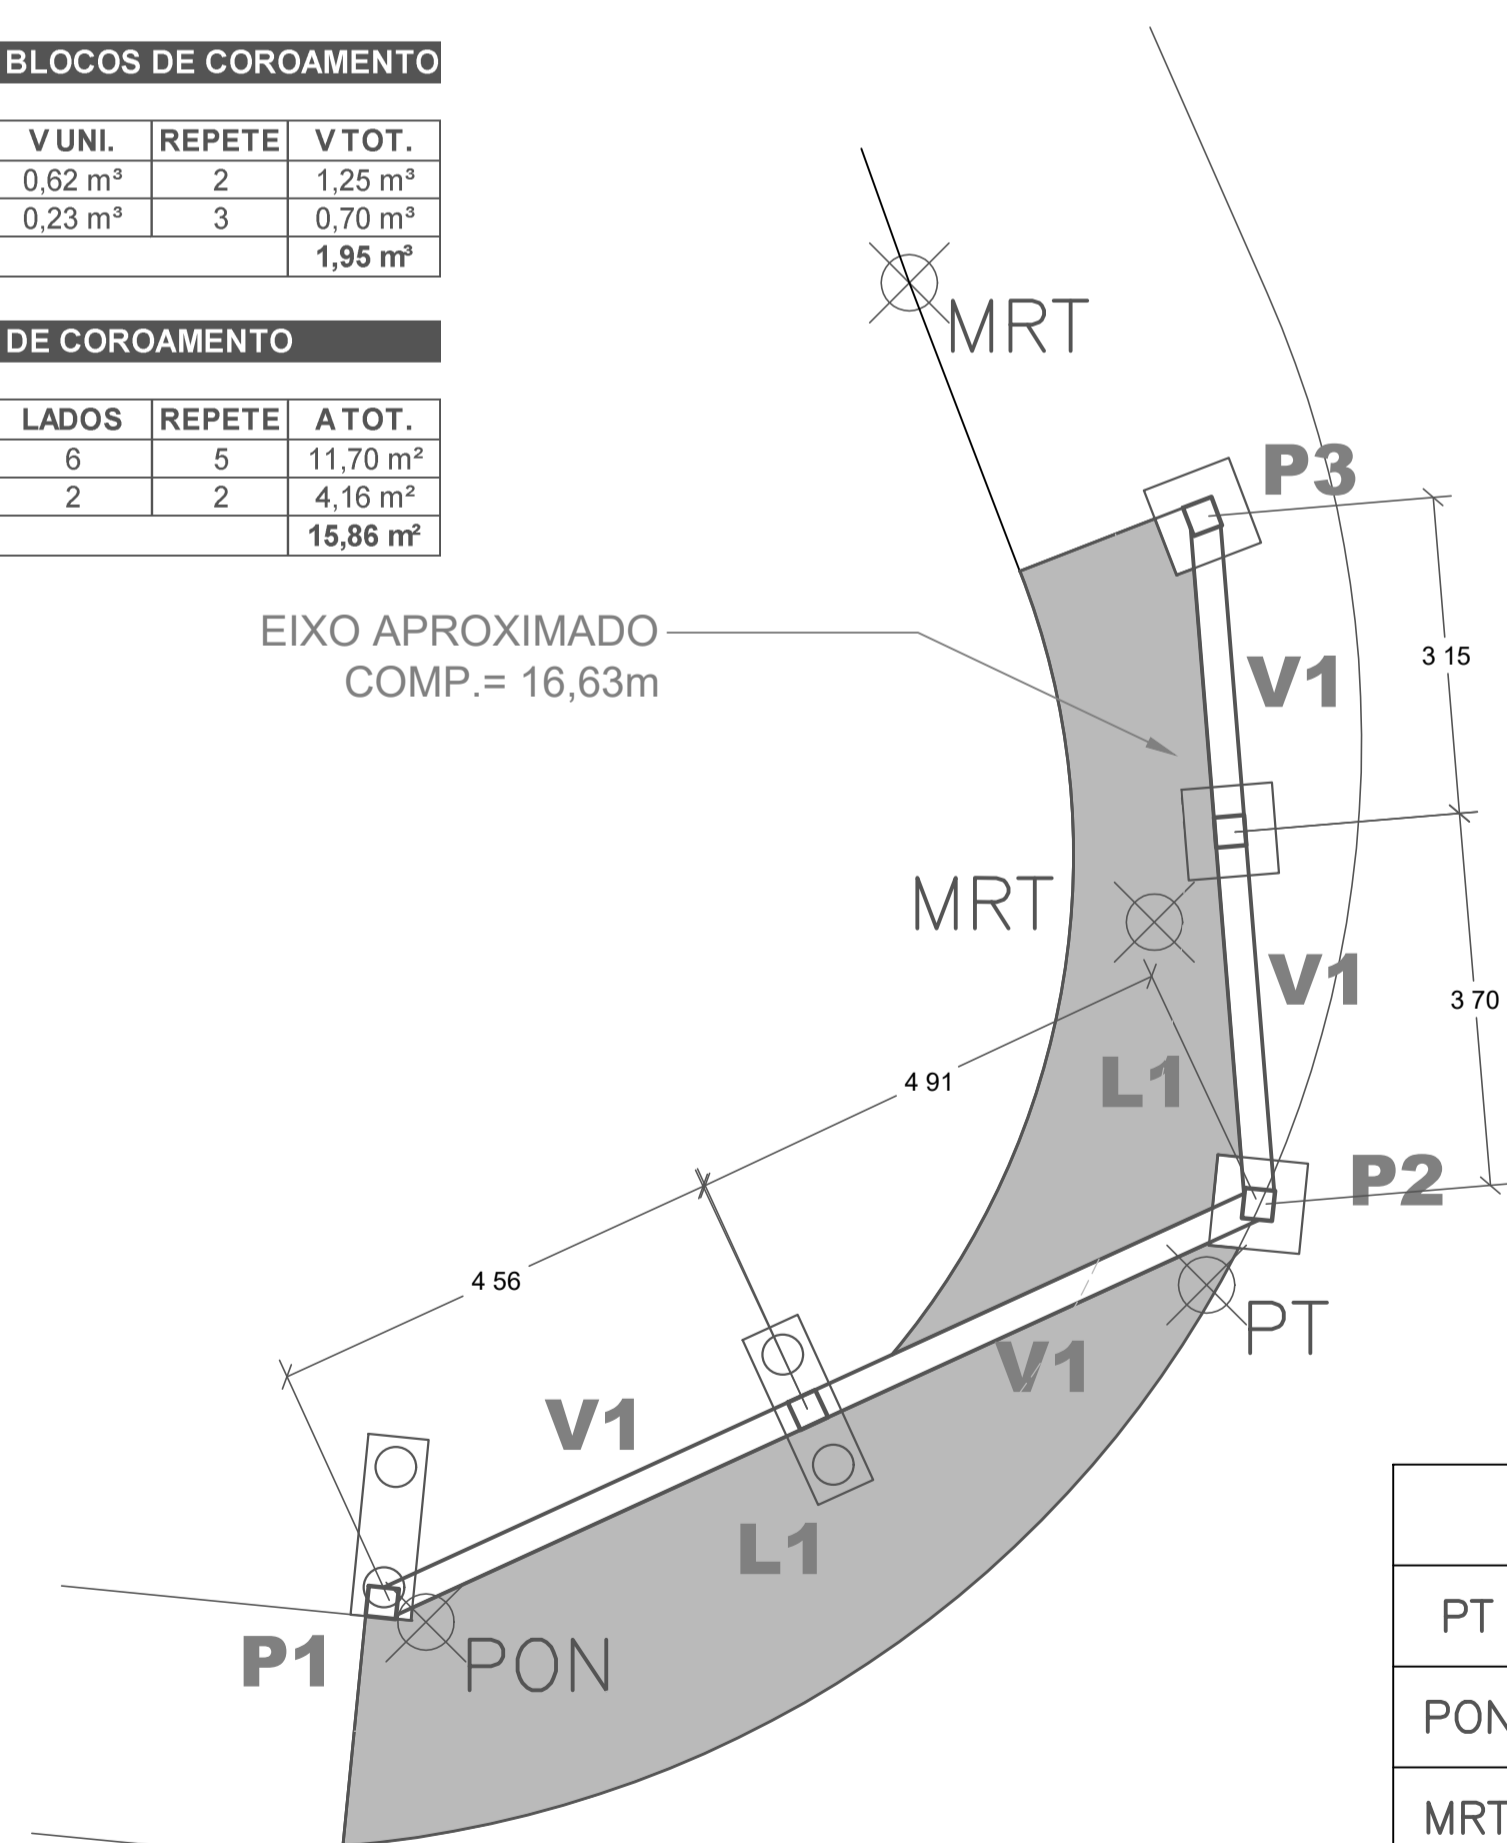 BLOCOS DE COROAMENTO
V UNI. REPETE V TOT.
0,62 m³ 2 1,25 m³
0,23 m³ 3 0,70 m³
1,95 m³
DE COROAMENTO
LADOS REPETE A TOT.
6 5 11,70 m²
2 2 4,16 m²
15,86 m²
MRT
P3
EIXO APROXIMADO
COMP.= 16,63m
3 15
V1
MRT
V1
3 70
L1
4 91
P2
4 56
PT
V1
V1
L1
P1
PON
PT
PON
MRT